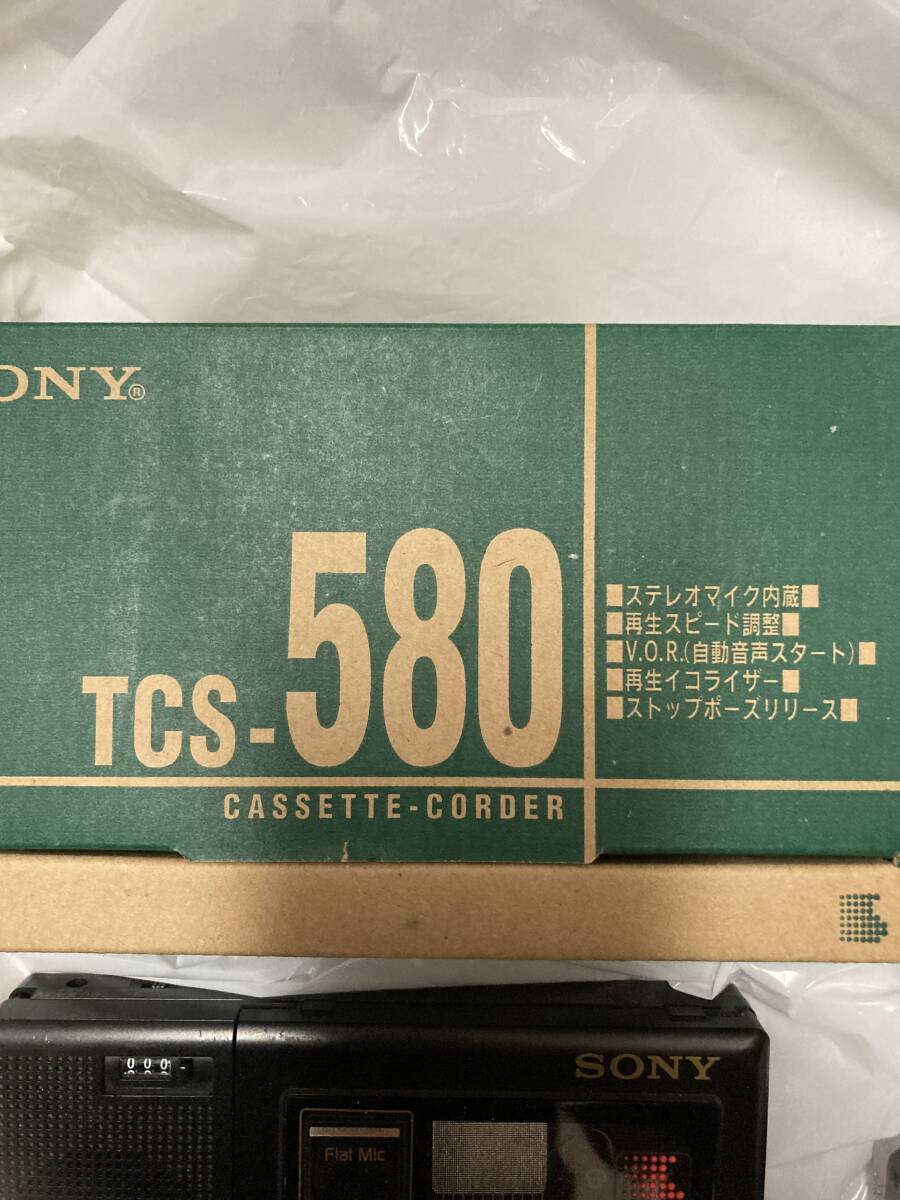 SONY®
TCS-580
CASSETTE-CORDER
■ステレオマイク内蔵■
■再生スピード調整■
■V.O.R.(自動音声スタート)■
■再生イコライザー■
■ストップポーズリリース■
000
SONY
Flat Mic